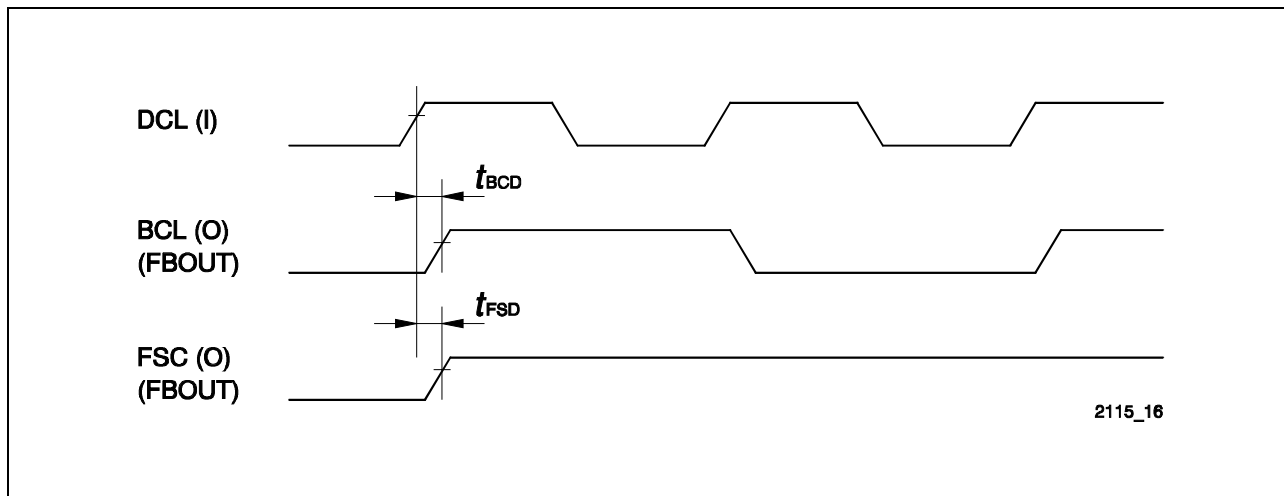 DCL (I)
tBCD
BCL (O)
(FBOUT)
tFSD
FSC (O)
(FBOUT)
2115_16